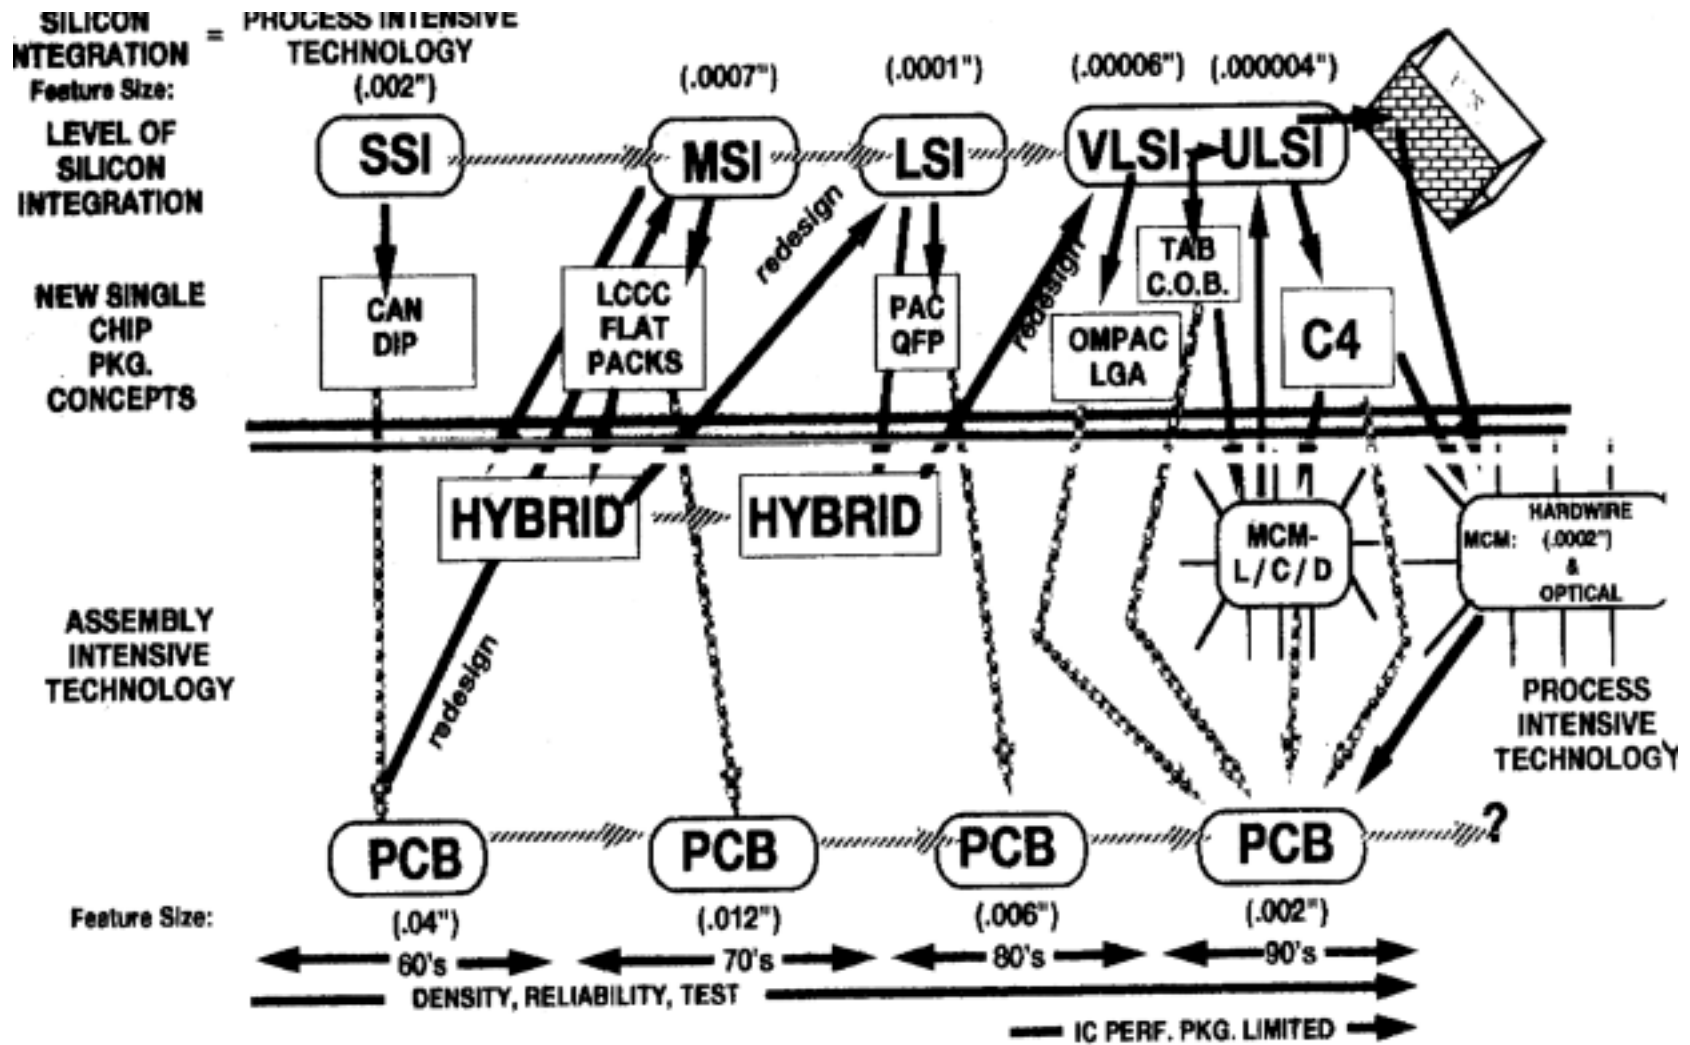 SILICON
NTEGRATION
=
PROCESS INTENSIVE
TECHNOLOGY
Feature Size:
(.002")
(.0007")
(.0001")
(.00006")
(.000004")
LEVEL OF
SILICON
INTEGRATION
SSI
MSI
LSI
VLSI
ULSI
redesign
redesign
NEW SINGLE
CHIP
PKG.
CONCEPTS
CAN
DIP
LCCC
FLAT
PACKS
PAC
QFP
OMPAC
LGA
TAB
C.O.B.
C4
HYBRID
HYBRID
MCM-
L/C/D
HARDWIRE
MCM: (.0002")
&
OPTICAL
ASSEMBLY
INTENSIVE
TECHNOLOGY
redesign
PROCESS
INTENSIVE
TECHNOLOGY
PCB
PCB
PCB
PCB
?
Feature Size:
(.04")
(.012")
(.006")
(.002")
60's
70's
80's
90's
DENSITY, RELIABILITY, TEST
IC PERF. PKG. LIMITED